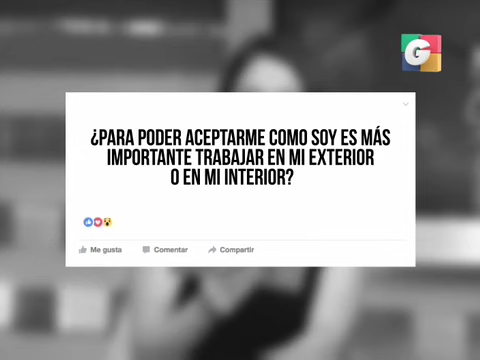 G
¿PARA PODER ACEPTARME COMO SOY ES MÁS
IMPORTANTE TRABAJAR EN MI EXTERIOR
O EN MI INTERIOR?
Me gusta Comentar Compartir